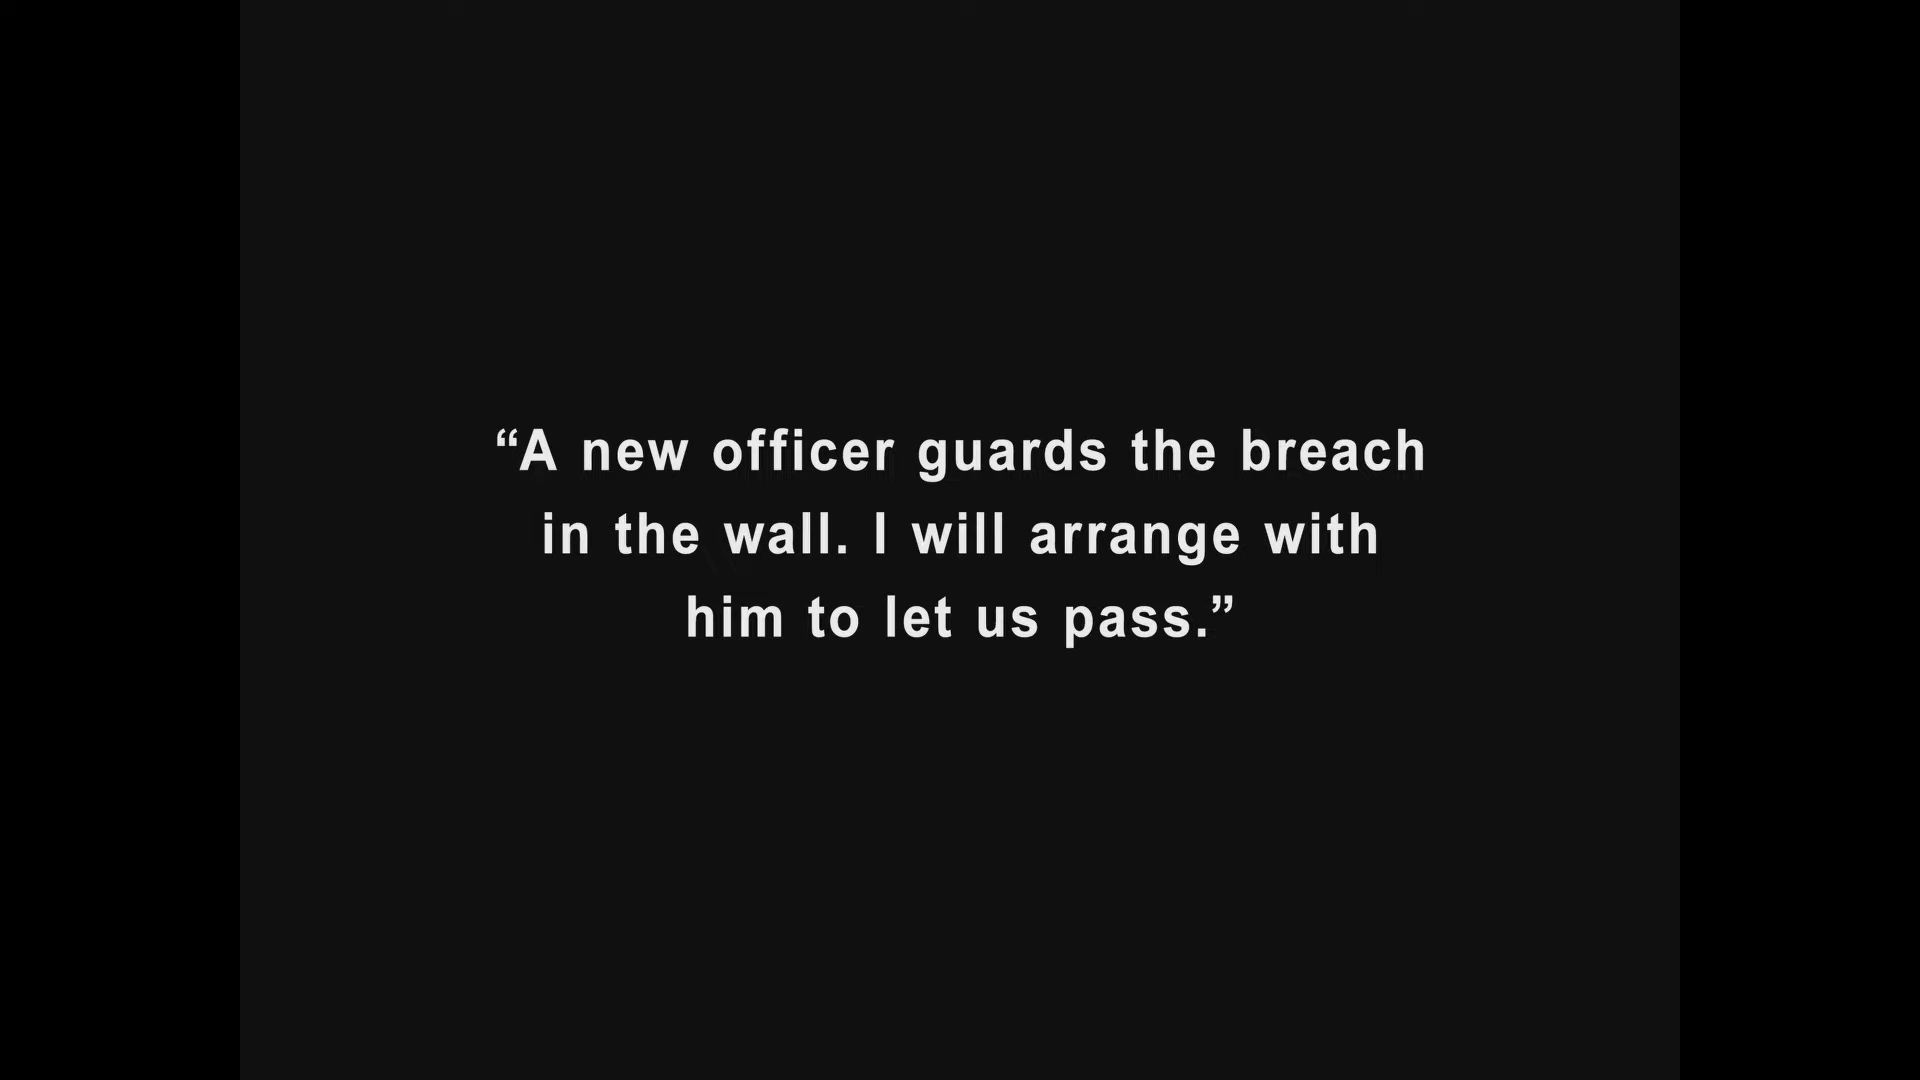 “A new officer guards the breach
in the wall. I will arrange with
him to let us pass.”